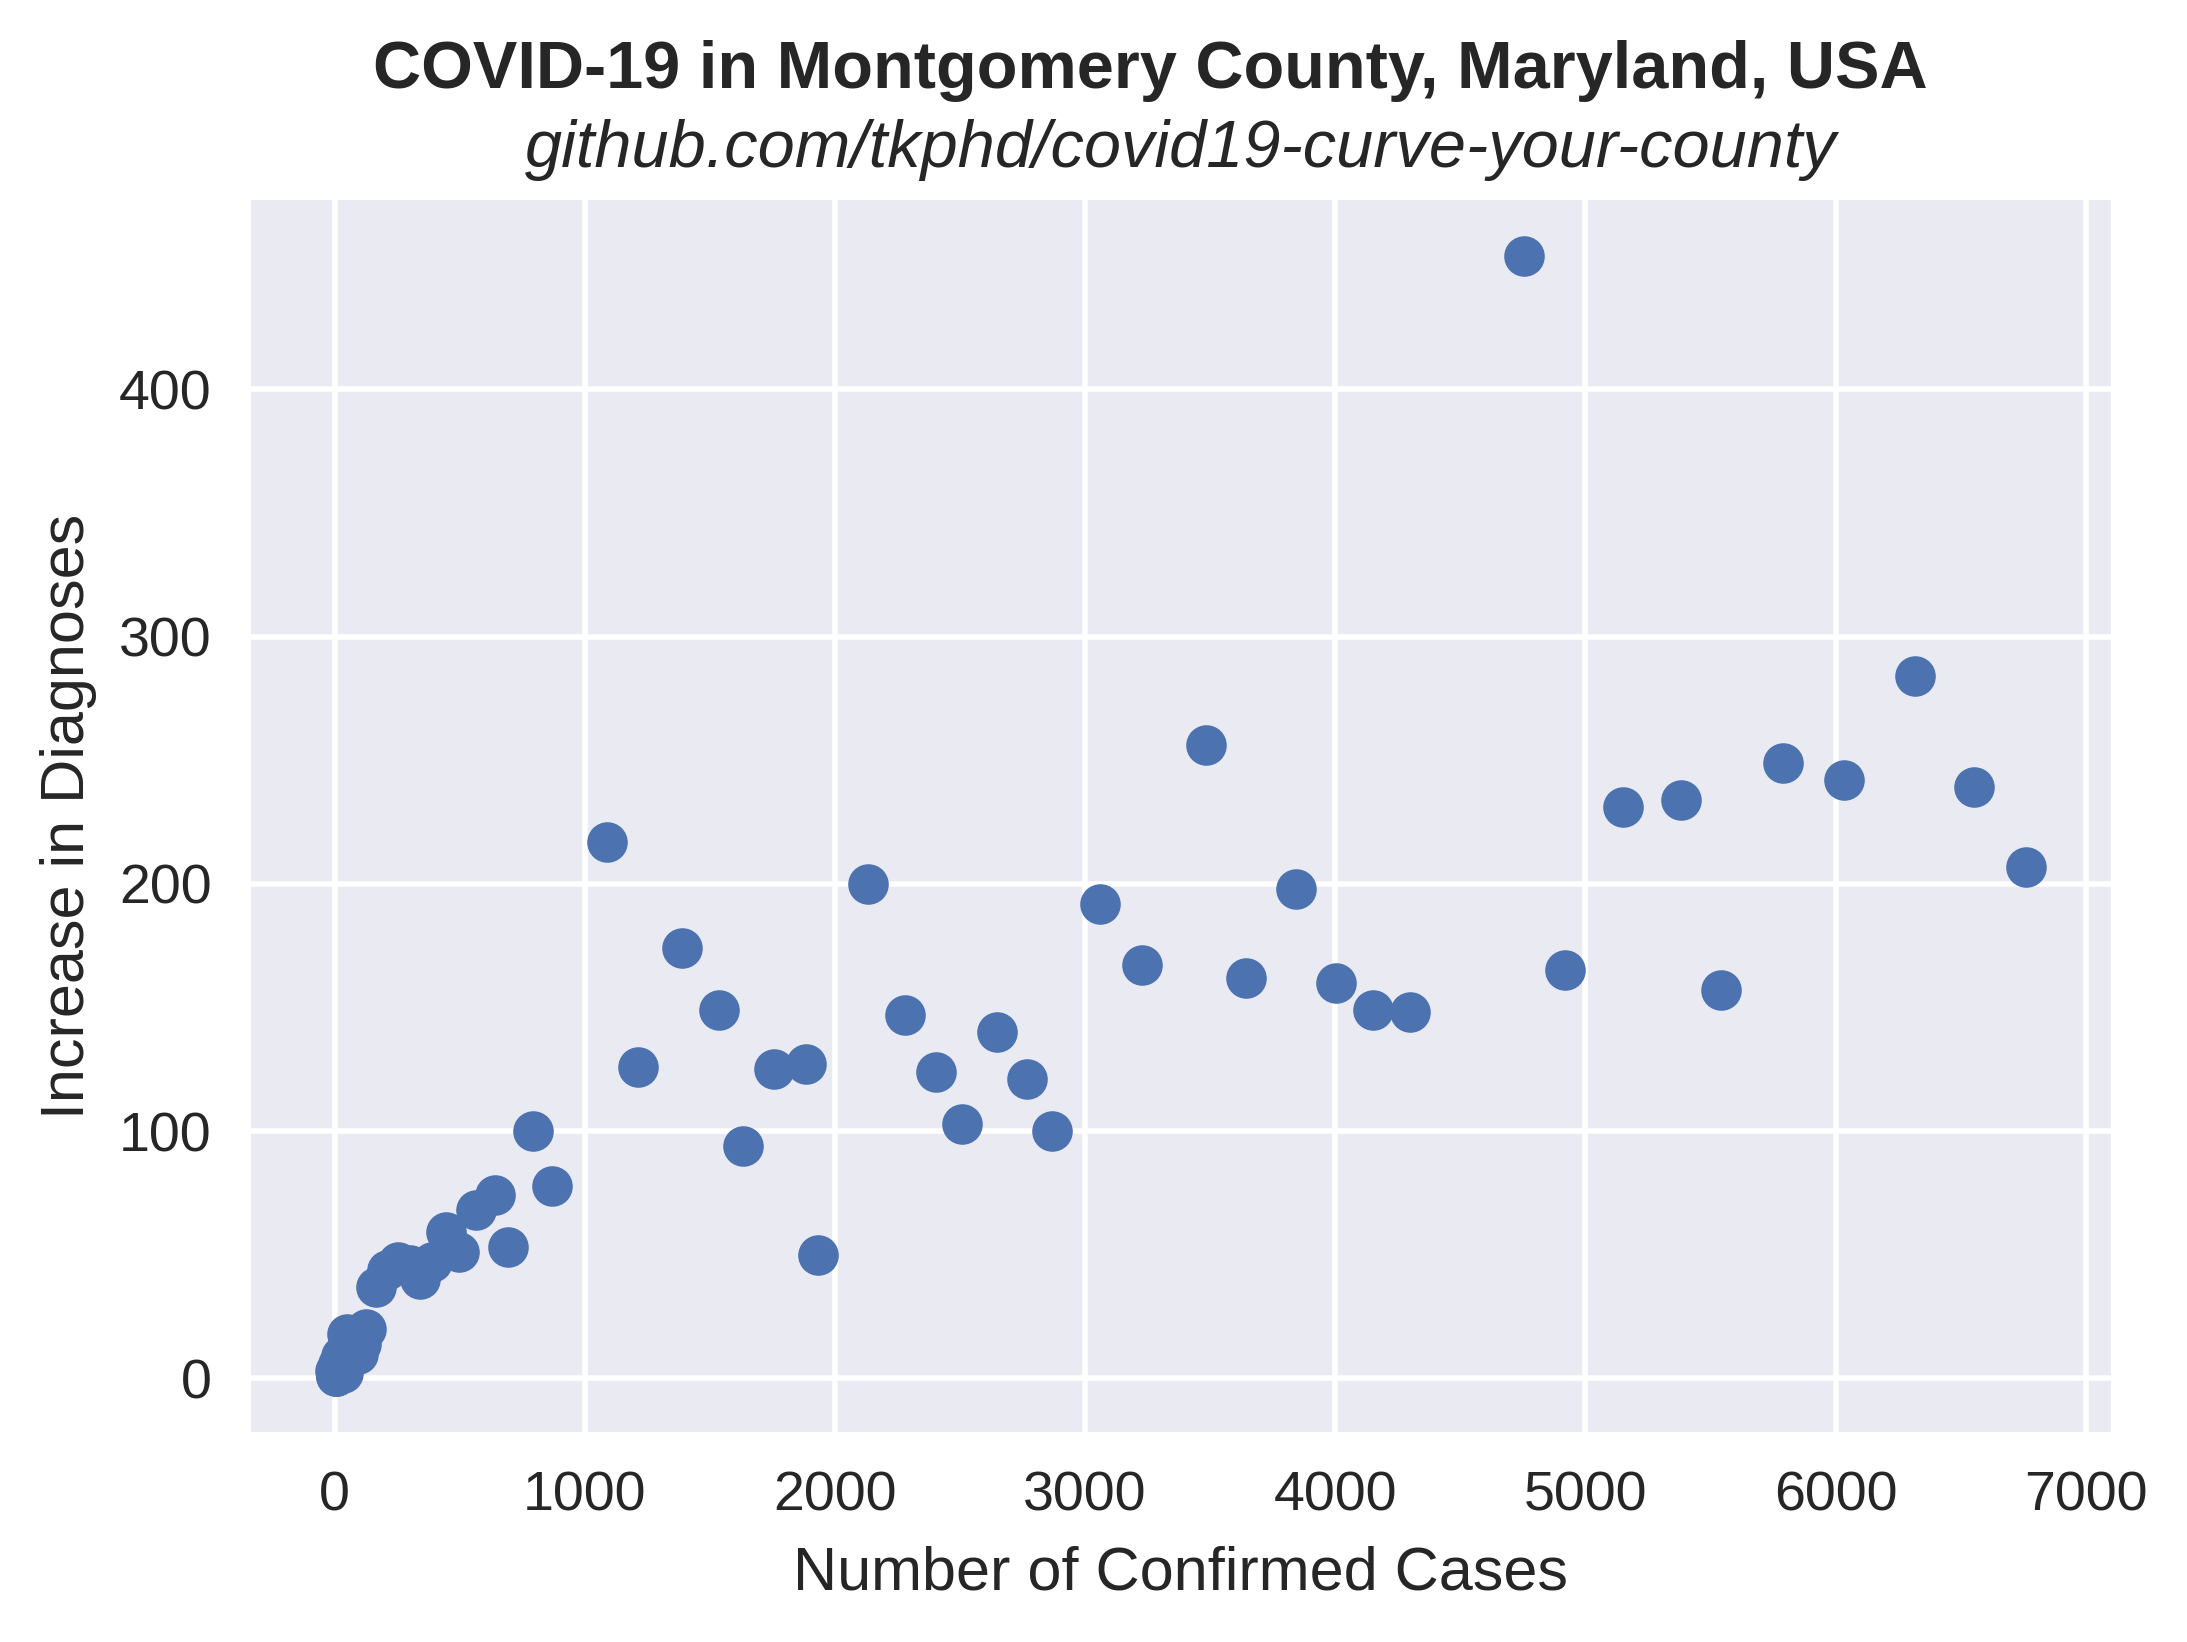 COVID-19 in Montgomery County, Maryland, USA
github.com/tkphd/covid19-curve-your-county
400
300
200
100
0
Increase in Diagnoses
0 1000 2000 3000 4000 5000 6000 7000
Number of Confirmed Cases